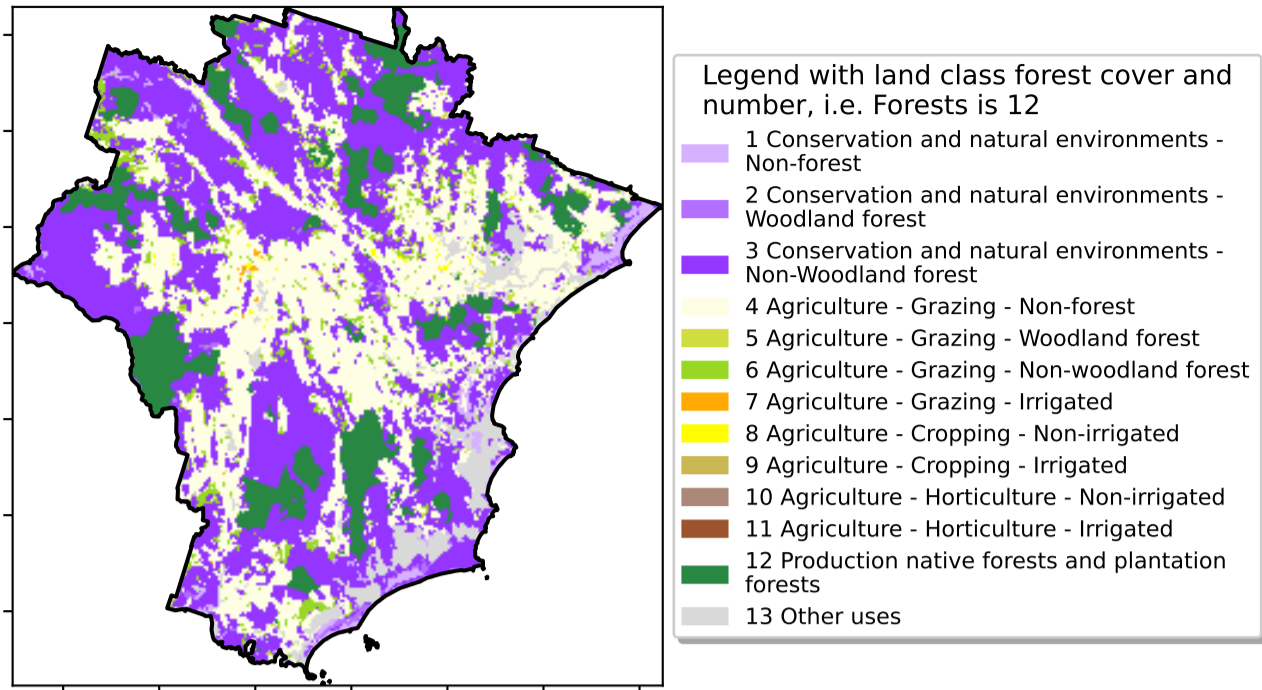 Legend with land class forest cover and
number, i.e. Forests is 12
1 Conservation and natural environments -
Non-forest
2 Conservation and natural environments -
Woodland forest
3 Conservation and natural environments -
Non-Woodland forest
4 Agriculture - Grazing - Non-forest
5 Agriculture - Grazing - Woodland forest
6 Agriculture - Grazing - Non-woodland forest
7 Agriculture - Grazing - Irrigated
8 Agriculture - Cropping - Non-irrigated
9 Agriculture - Cropping - Irrigated
10 Agriculture - Horticulture - Non-irrigated
11 Agriculture - Horticulture - Irrigated
12 Production native forests and plantation
forests
13 Other uses